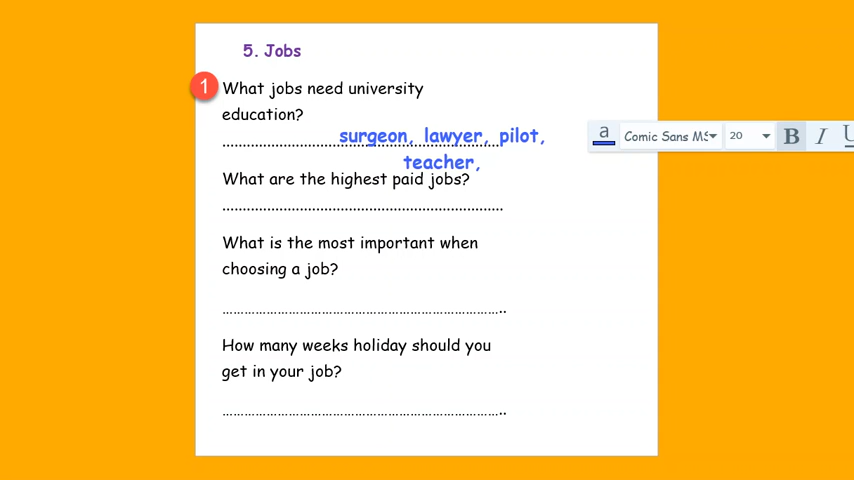 5. Jobs
1
What jobs need university
education?
surgeon, lawyer, pilot,
teacher,
.................................................................
What are the highest paid jobs?
.................................................................
What is the most important when
choosing a job?
…………………………………………………………………..
How many weeks holiday should you
get in your job?
…………………………………………………………………..
a Comic Sans MS 20 B I U